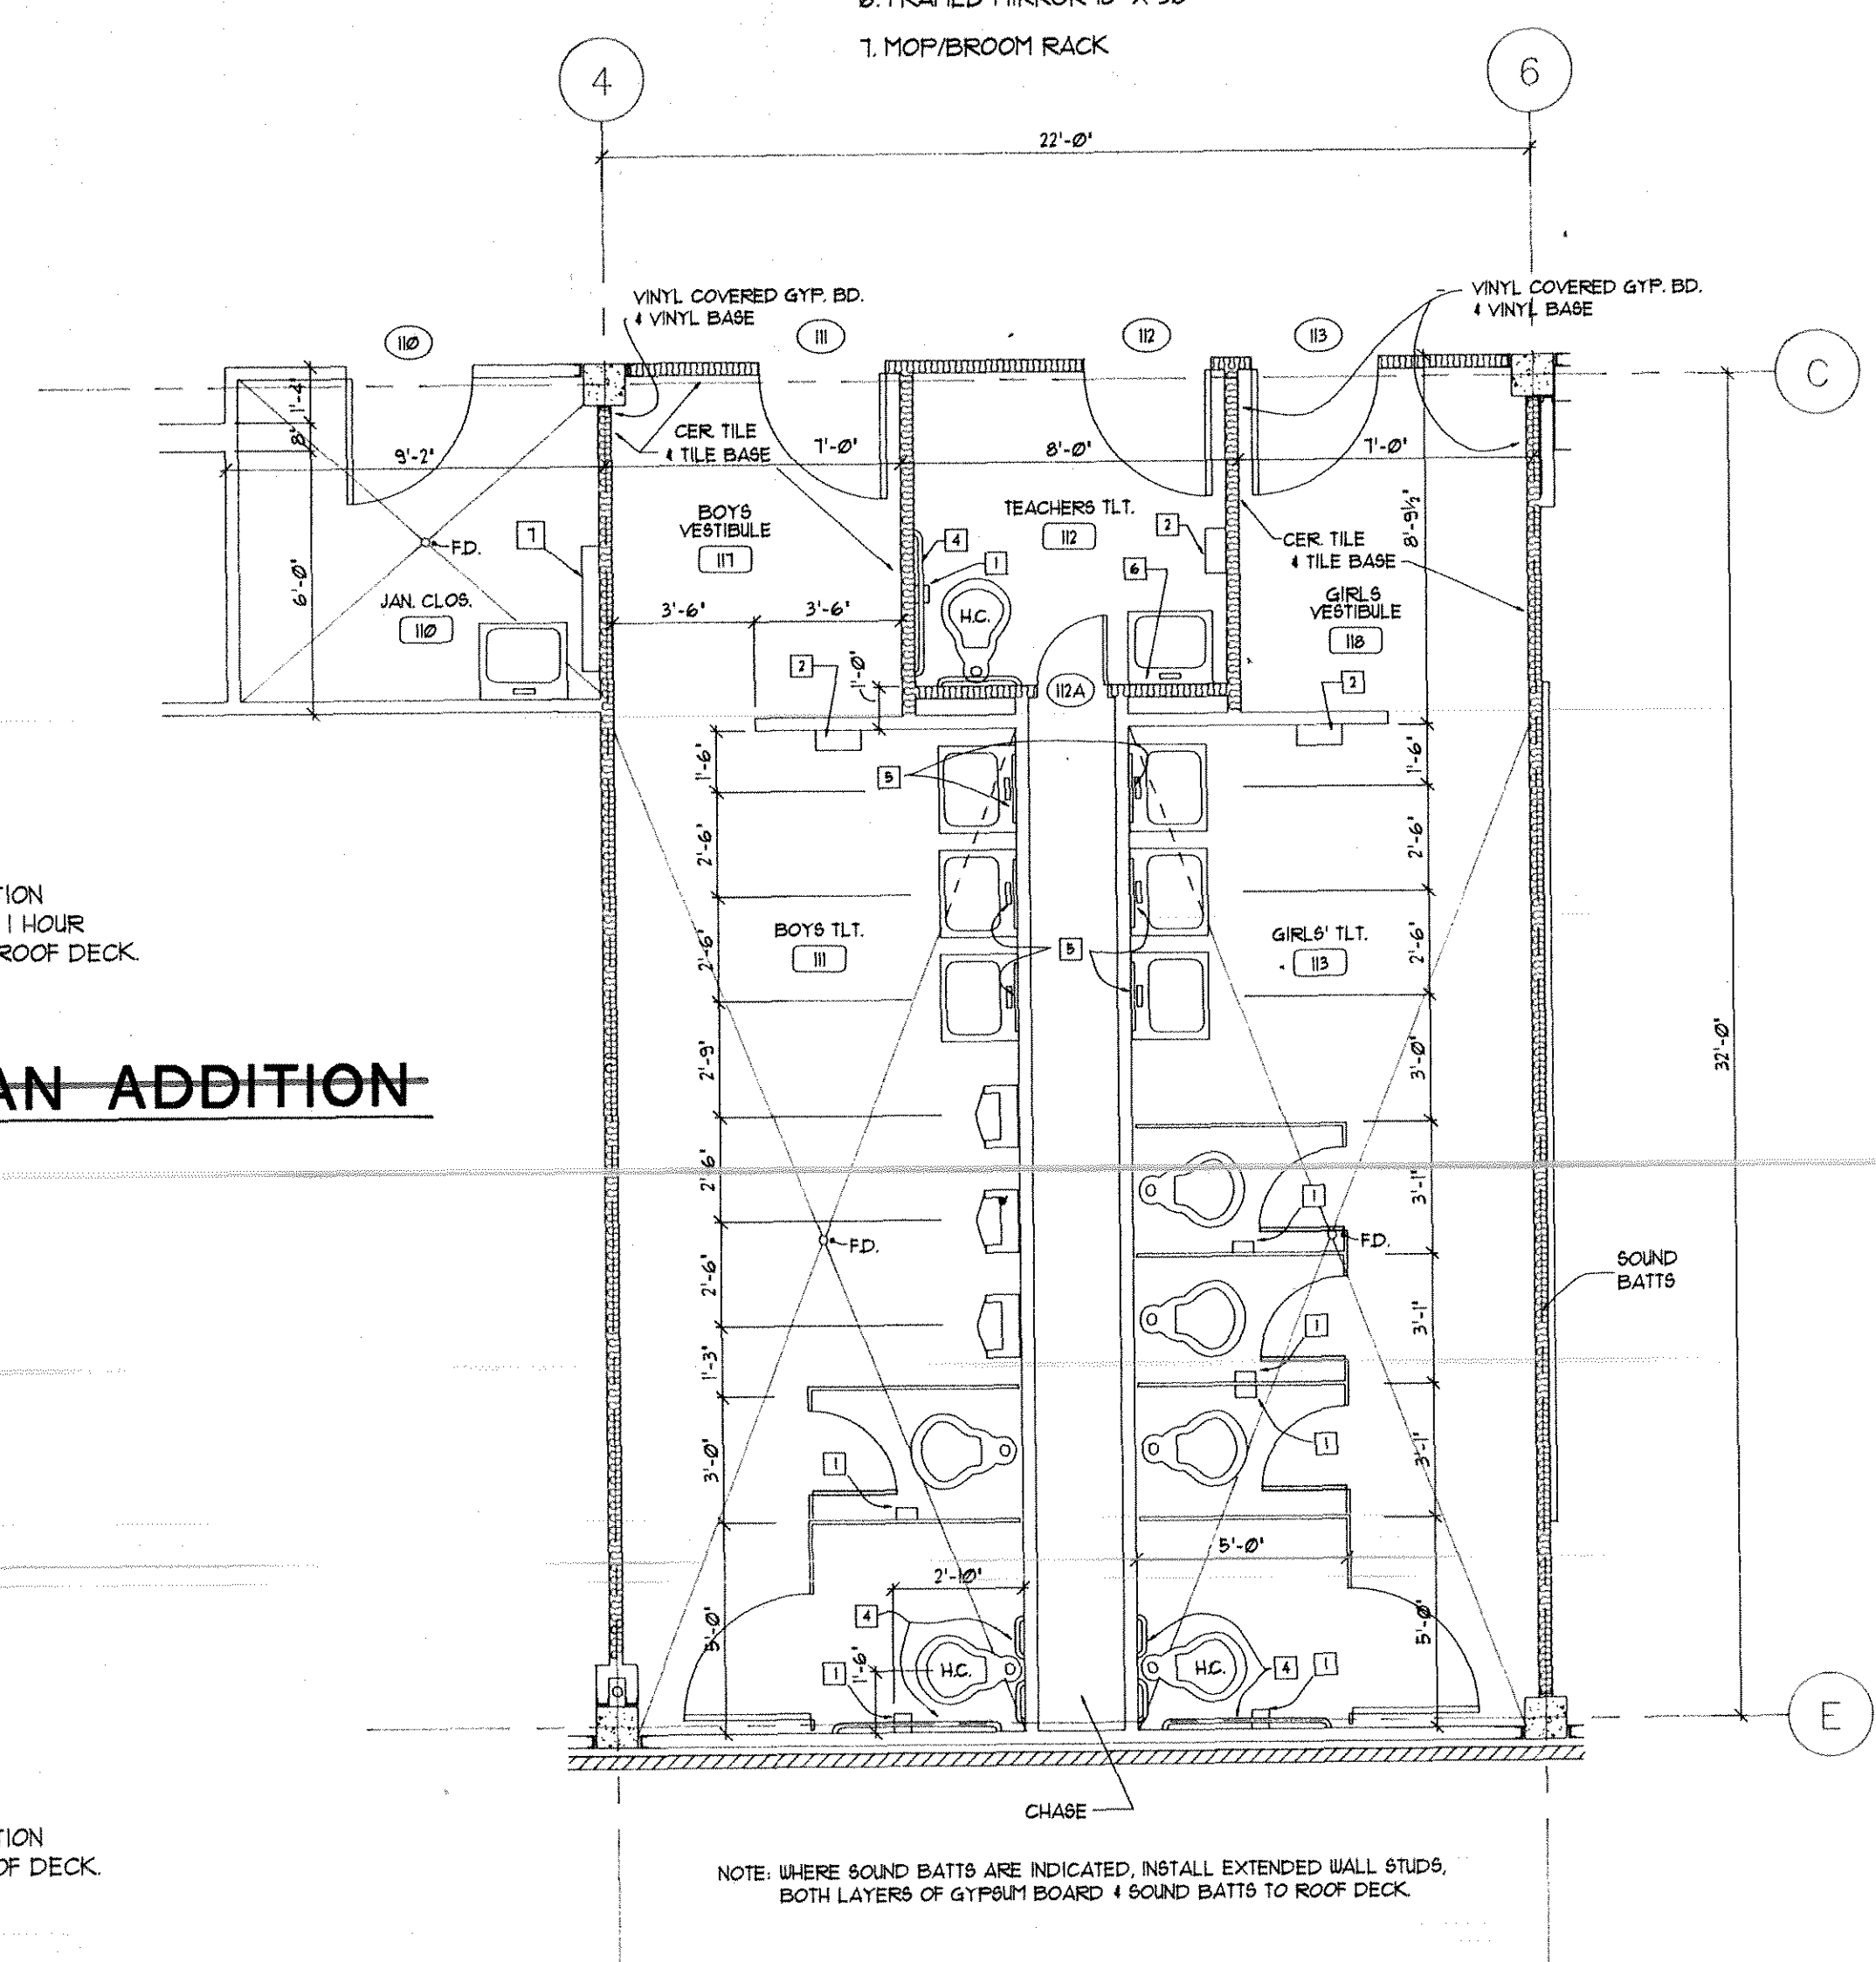 6. FRAMED MIRROR 18" X 36"
7. MOP/BROOM RACK
4
6
22'-0"
VINYL COVERED GYP. BD.
& VINYL BASE
VINYL COVERED GYP. BD.
& VINYL BASE
110
111
112
113
C
1'-4"
8"
6'-0"
9'-2"
CER. TILE
& TILE BASE
7'-0"
8'-0"
7'-0"
8'-9½"
F.D.
7
BOYS
VESTIBULE
117
TEACHERS TLT.
112
4
1
2
6
CER. TILE
& TILE BASE
JAN. CLOS.
110
3'-6"
3'-6"
H.C.
GIRLS
VESTIBULE
118
2
1'-0"
112A
2
1'-6"
2'-6"
2'-6"
2'-9"
2'-6"
2'-6"
1'-3"
3'-0"
5'-0"
5
5
1'-6"
2'-6"
2'-6"
3'-0"
3'-1"
3'-1"
3'-1"
5'-0"
TION
1 HOUR
ROOF DECK.
BOYS TLT.
111
GIRLS' TLT.
113
32'-0"
AN ADDITION
F.D.
1
F.D.
SOUND
BATTS
1
1
1
5'-0"
2'-10"
4
1
1'-6"
H.C.
H.C.
4
1
E
CHASE
TION
OF DECK.
NOTE: WHERE SOUND BATTS ARE INDICATED, INSTALL EXTENDED WALL STUDS,
BOTH LAYERS OF GYPSUM BOARD & SOUND BATTS TO ROOF DECK.